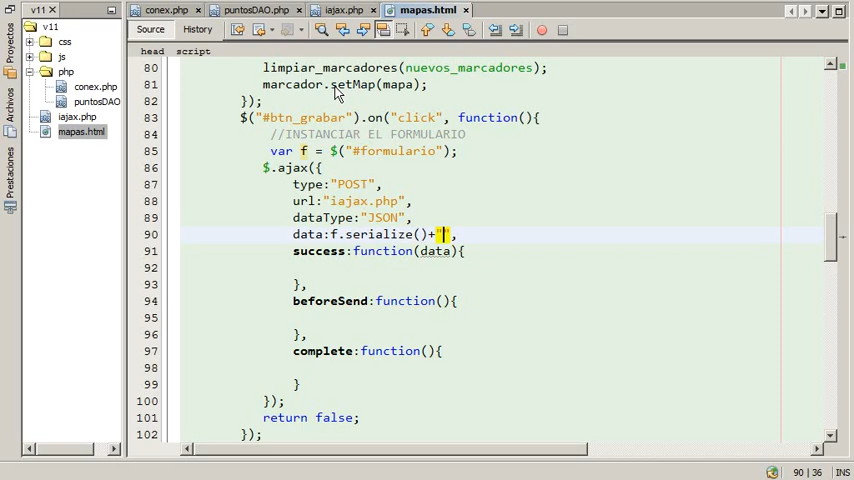 v11
conex.php
puntosDAO.php
iajax.php
mapas.html
Proyectos
Archivos
Prestaciones
v11
css
js
php
conex.php
puntosDAO
iajax.php
mapas.html
Source
History
head script
80 limpiar_marcadores(nuevos_marcadores);
81 marcador.setMap(mapa);
82 });
83 $("#btn_grabar").on("click", function(){
84 //INSTANCIAR EL FORMULARIO
85 var f = $("#formulario");
86 $.ajax({
87 type:"POST",
88 url:"iajax.php",
89 dataType:"JSON",
90 data:f.serialize()+"",
91 success:function(data){
92
93 },
94 beforeSend:function(){
95
96 },
97 complete:function(){
98
99 }
100 });
101 return false;
102 });
90 | 36 INS